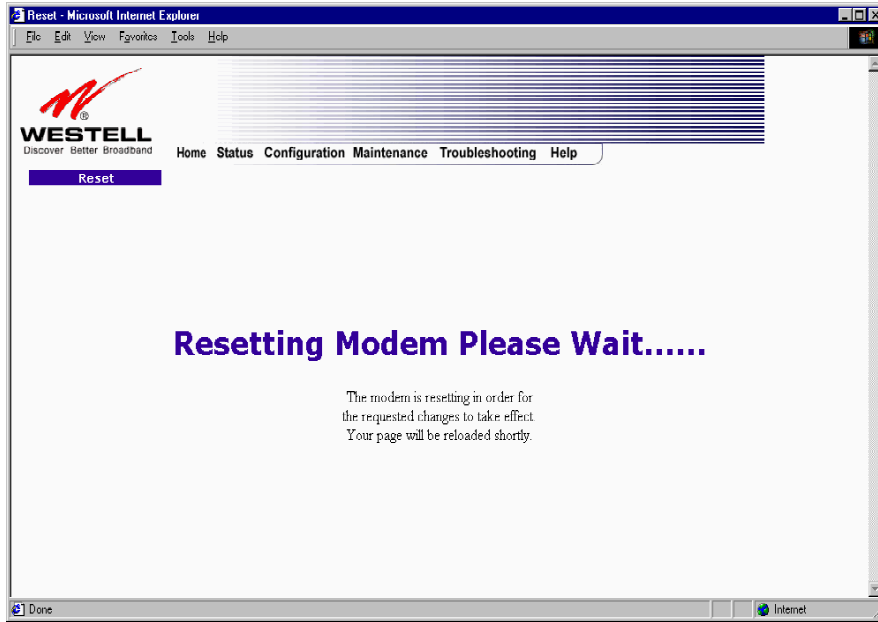 Reset - Microsoft Internet Explorer
File Edit View Favorites Tools Help
®
WESTELL
Discover Better Broadband
Home Status Configuration Maintenance Troubleshooting Help
Reset
Resetting Modem Please Wait......
The modem is resetting in order for
the requested changes to take effect
Your page will be reloaded shortly.
Done
Internet